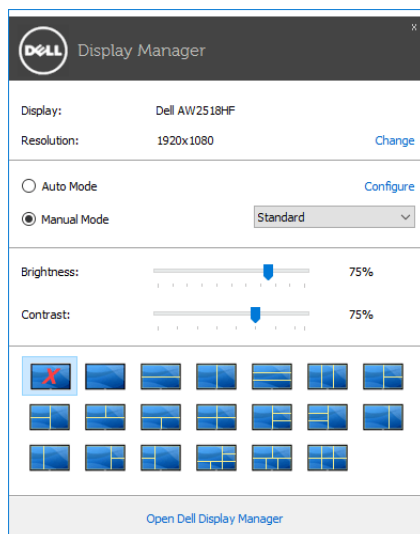 x
DELL Display Manager
Display: Dell AW2518HF
Resolution: 1920x1080 Change
Auto Mode Configure
Manual Mode Standard
Brightness: 75%
Contrast: 75%
X
Open Dell Display Manager